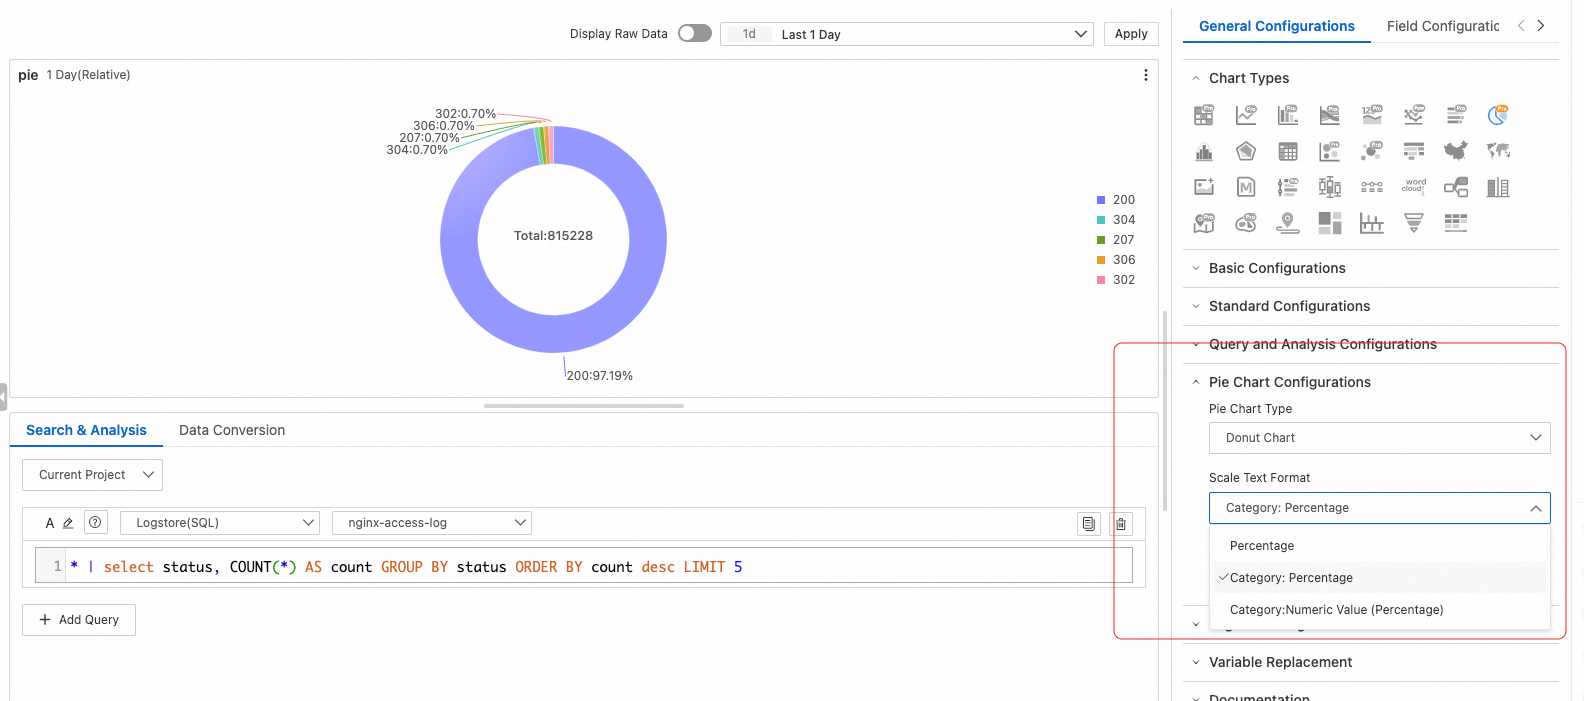 Display Raw Data
1d Last 1 Day
Apply
General Configurations
Field Configuratic
pie 1 Day(Relative)
302:0.70%
306:0.70%
207:0.70%
304:0.70%
Total:815228
200:97.19%
200
304
207
306
302
Chart Types
Basic Configurations
Standard Configurations
Query and Analysis Configurations
Pie Chart Configurations
Pie Chart Type
Donut Chart
Scale Text Format
Category: Percentage
Percentage
Category: Percentage
Category:Numeric Value (Percentage)
Variable Replacement
Documentation
Search & Analysis
Data Conversion
Current Project
A
Logstore(SQL)
nginx-access-log
1 * | select status, COUNT(*) AS count GROUP BY status ORDER BY count desc LIMIT 5
+ Add Query